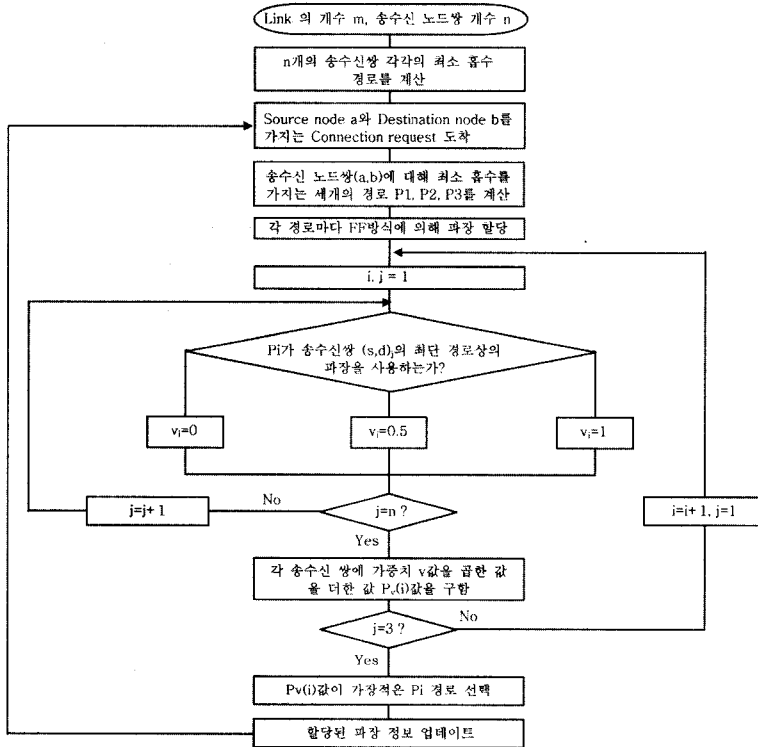 Link 의 개수 m, 송수신 노드쌍 개수 n
n개의 송수신쌍 각각의 최소 홉수
경로를 계산
Source node a와 Destination node b를
가지는 Connection request 도착
송수신 노드쌍(a,b)에 대해 최소 홉수를
가지는 세개의 경로 P1, P2, P3를 계산
각 경로마다 FF방식에 의해 파장 할당
i, j = 1
Pi가 송수신쌍 (s,d)j의 최단 경로상의
파장을 사용하는가?
vi=0
vi=0.5
vi=1
j=j+1
No
j=n ?
i=i+1, j=1
Yes
각 송수신 쌍에 가중치 v값을 곱한 값
을 더한 값 Pv(i)값을 구함
j=3 ?
No
Yes
Pv(i)값이 가장적은 Pi 경로 선택
할당된 파장 정보 업데이트